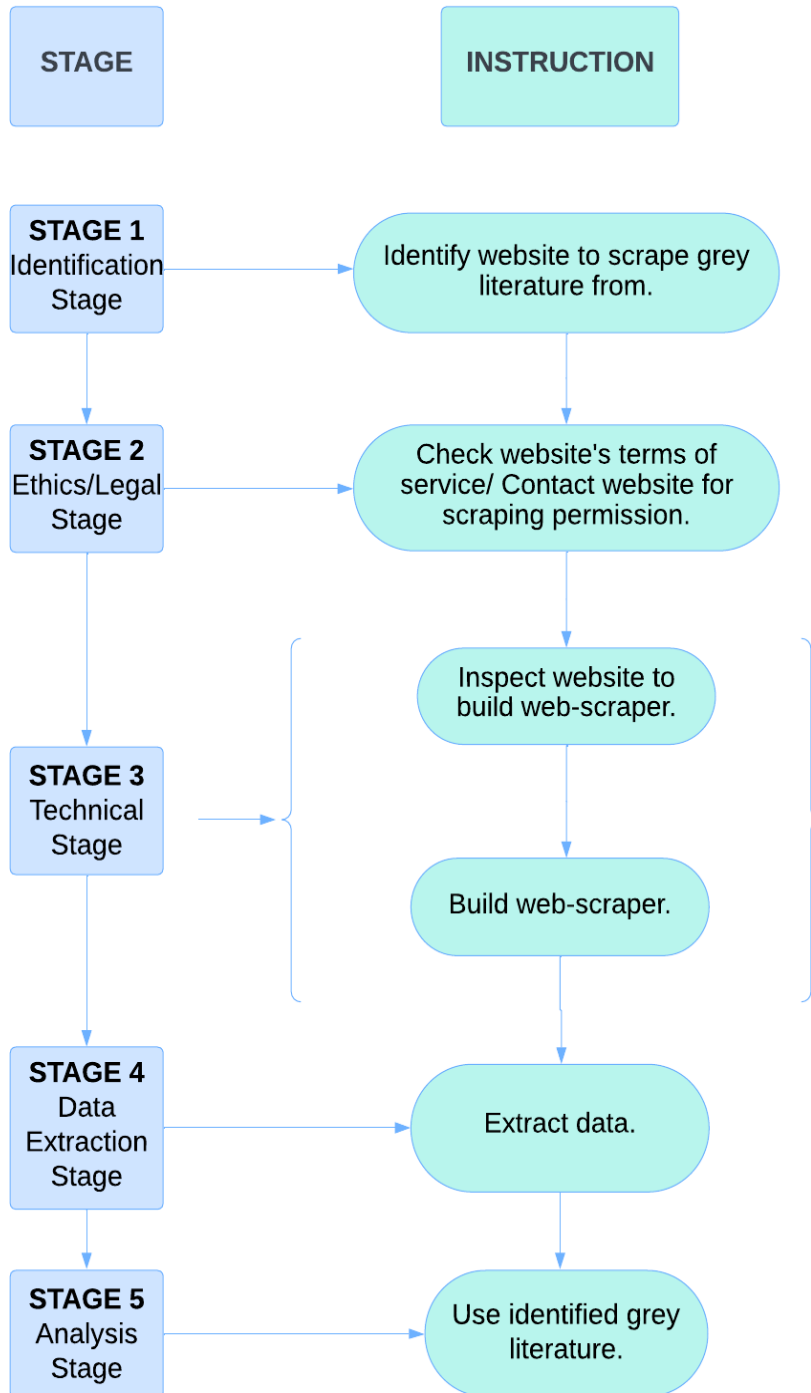 STAGE
INSTRUCTION
STAGE 1
Identification
Stage
Identify website to scrape grey
literature from.
STAGE 2
Ethics/Legal
Stage
Check website's terms of
service/ Contact website for
scraping permission.
STAGE 3
Technical
Stage
Inspect website to
build web-scraper.
Build web-scraper.
STAGE 4
Data
Extraction
Stage
Extract data.
STAGE 5
Analysis
Stage
Use identified grey
literature.